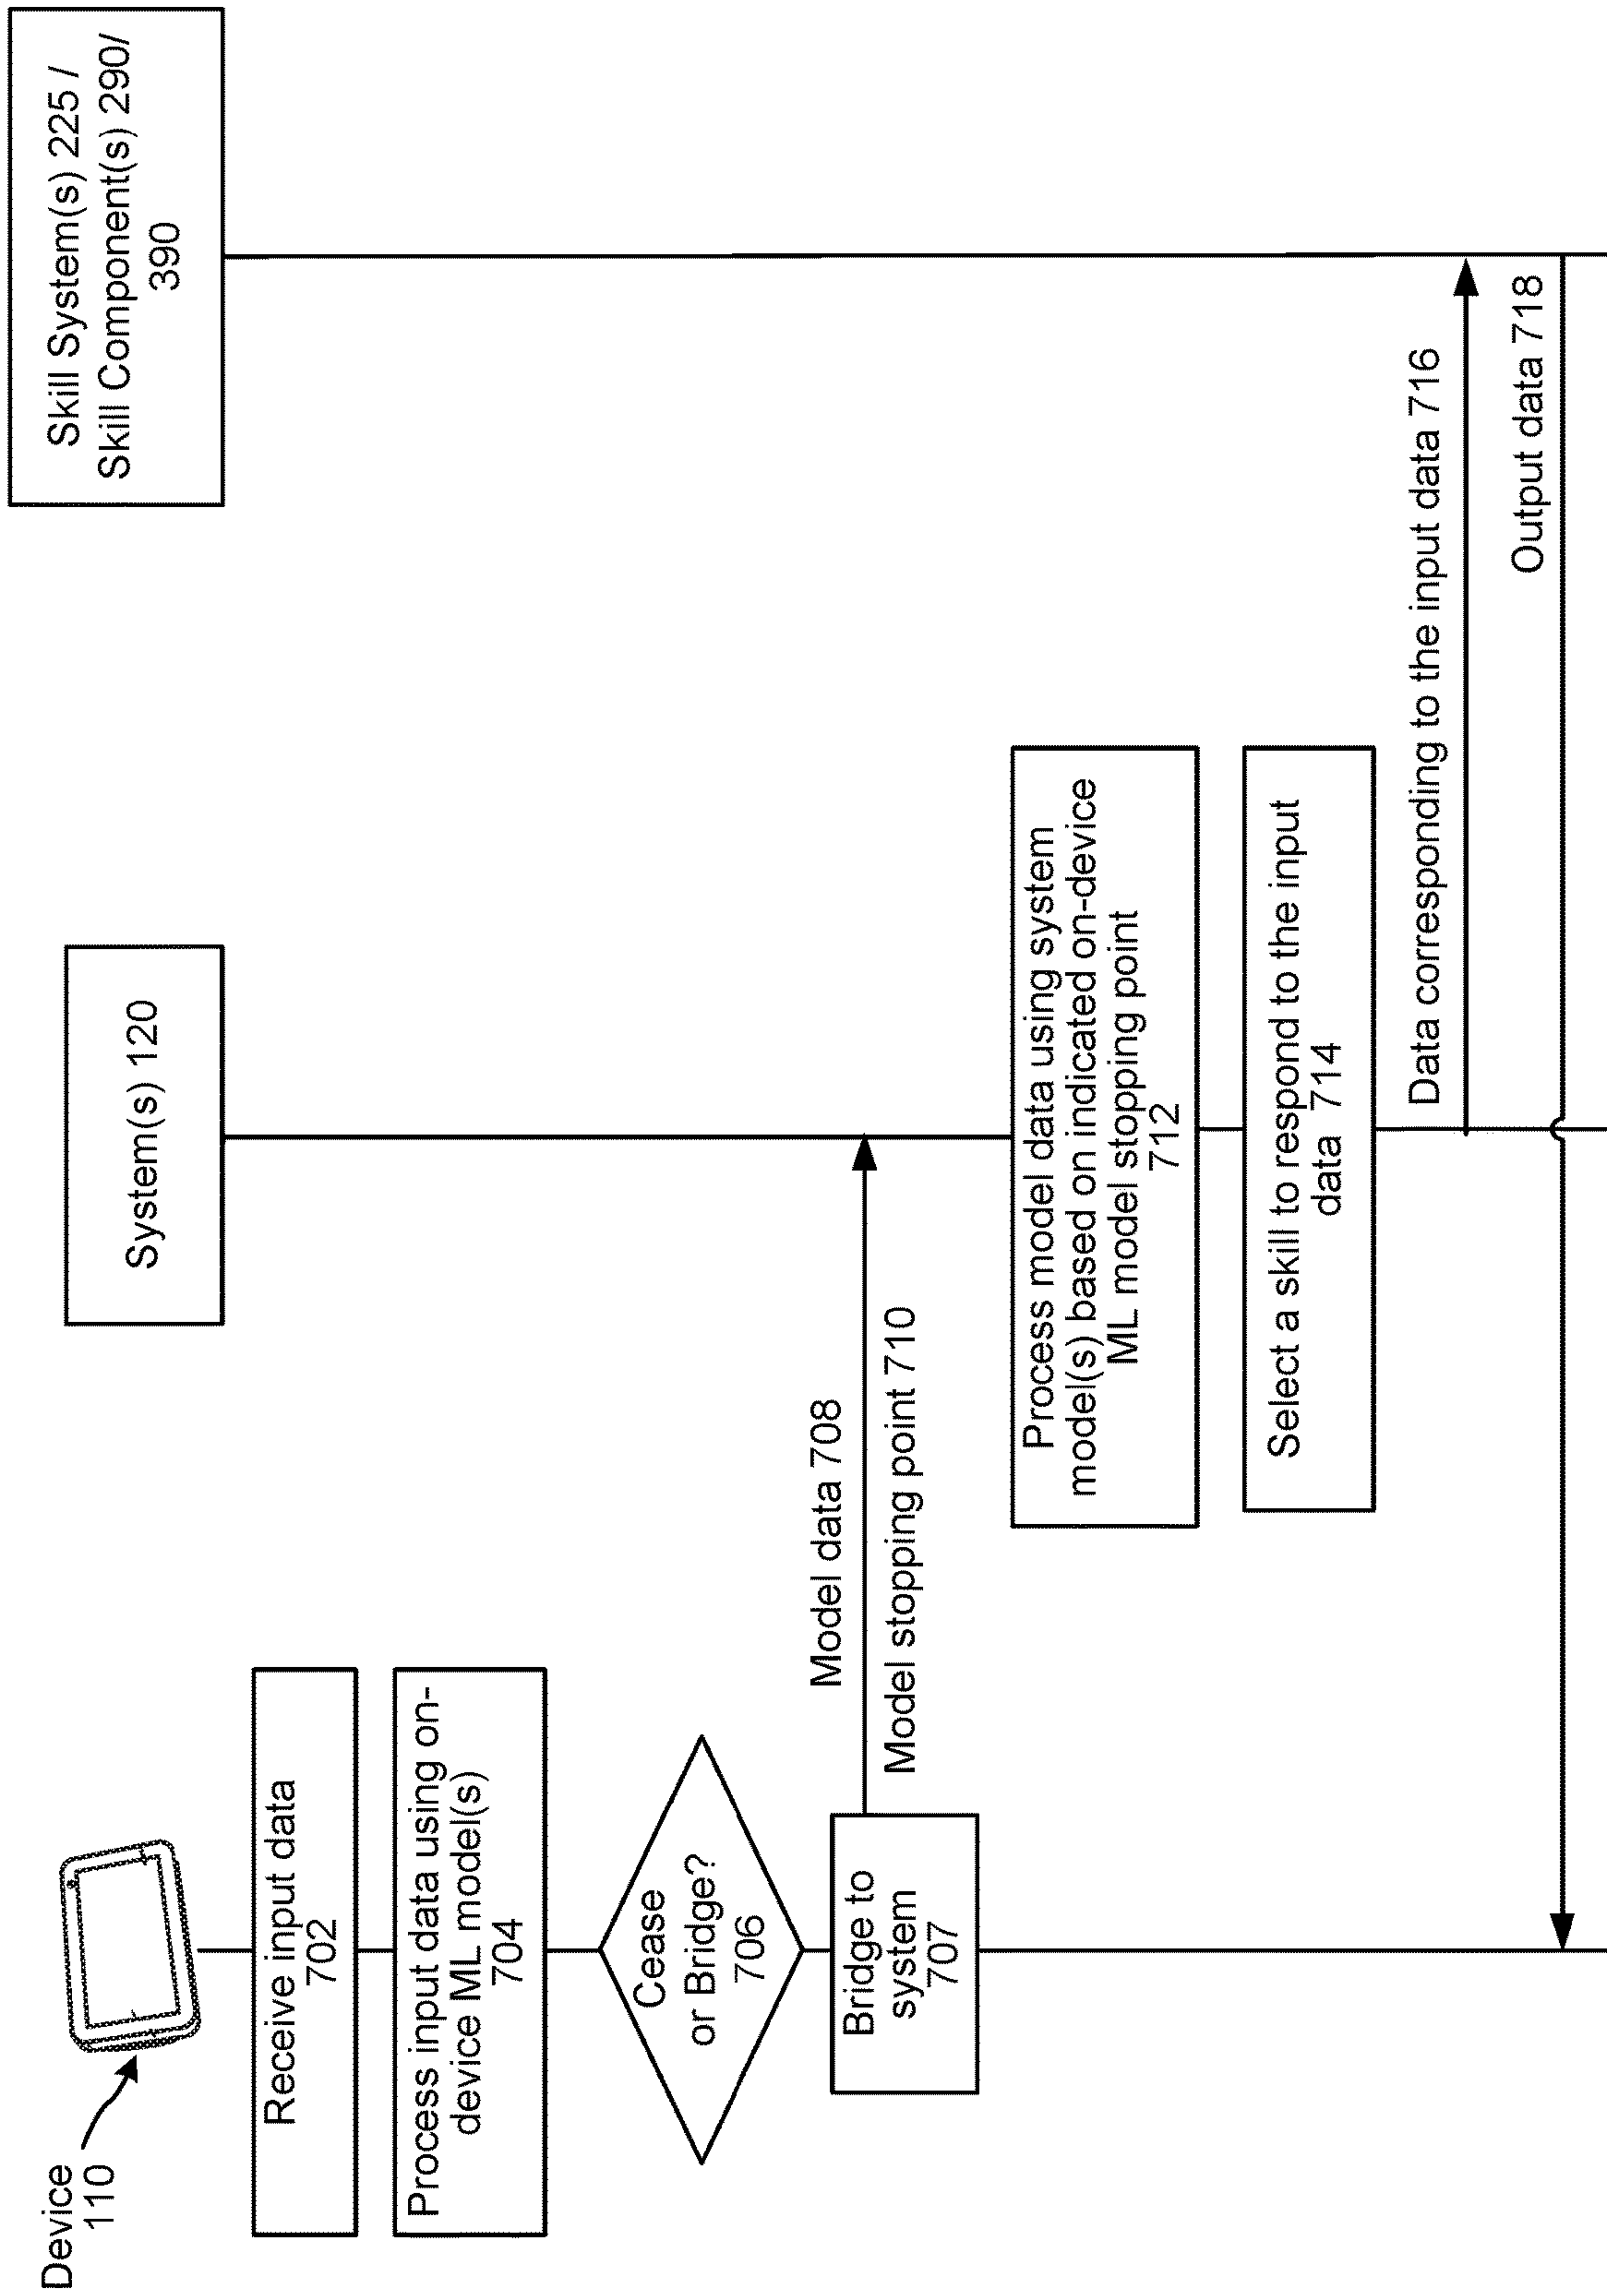 Device
110
System(s) 120
Skill System(s) 225 /
Skill Component(s) 290/
390
Receive input data
702
Process input data using on-
device ML model(s)
704
Cease
or Bridge?
706
Bridge to
system
707
Model data 708
Model stopping point 710
Process model data using system
model(s) based on indicated on-device
ML model stopping point
712
Select a skill to respond to the input
data 714
Data corresponding to the input data 716
Output data 718